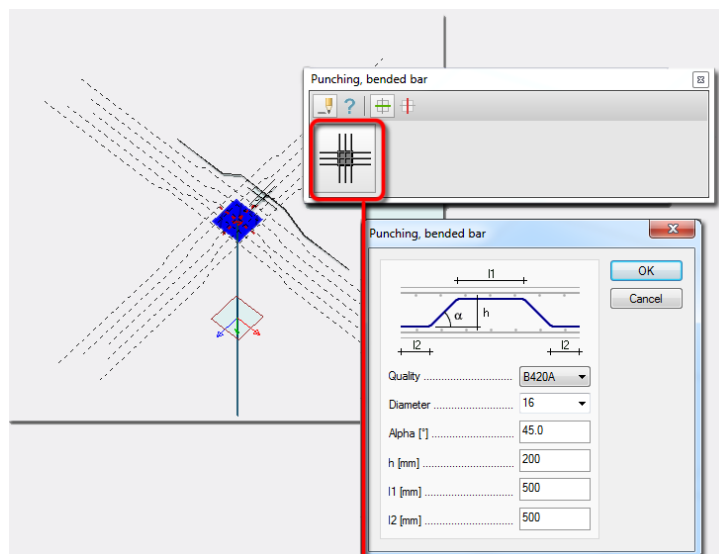 Punching, bended bar
?
Punching, bended bar
OK
Cancel
l1
α h
l2 l2
Quality .......................... B420A
Diameter ........................ 16
Alpha [°] ........................ 45.0
h [mm] .......................... 200
l1 [mm] .......................... 500
l2 [mm] .......................... 500